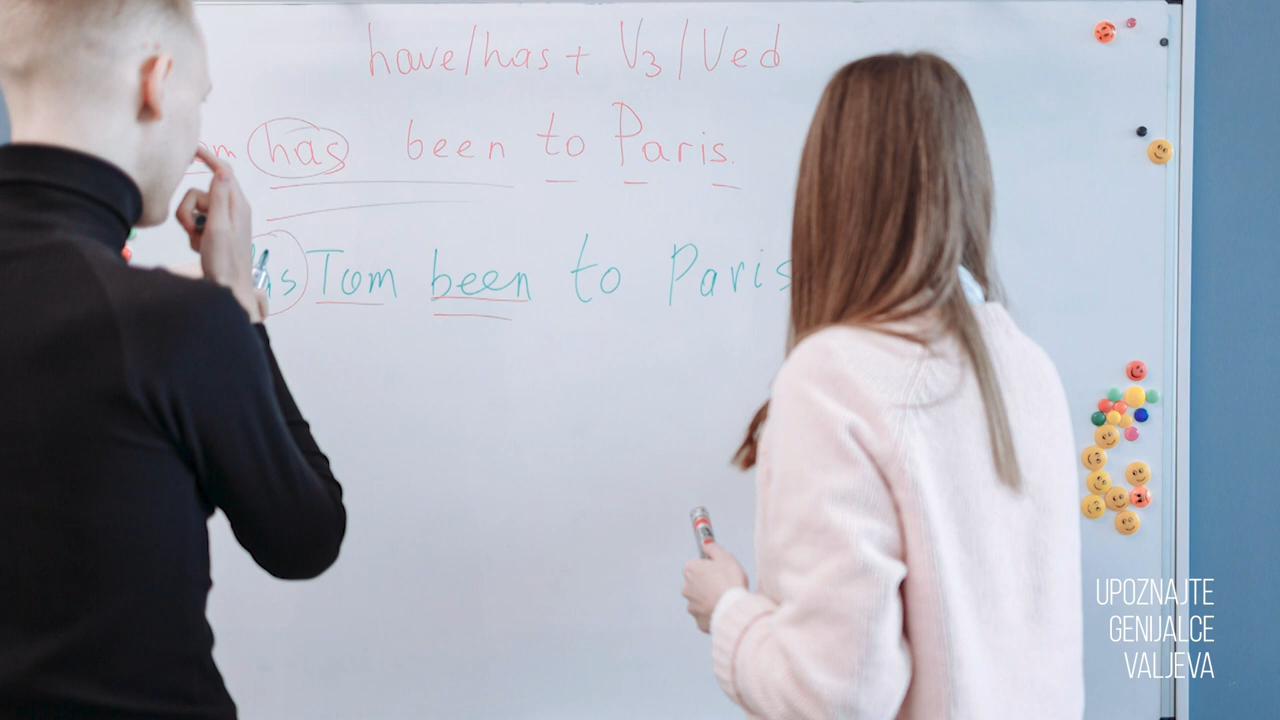 have/has + V3/Ved
has been to Paris.
Tom been to Paris
UPOZNAJTE
GENIJALCE
VALJEVA